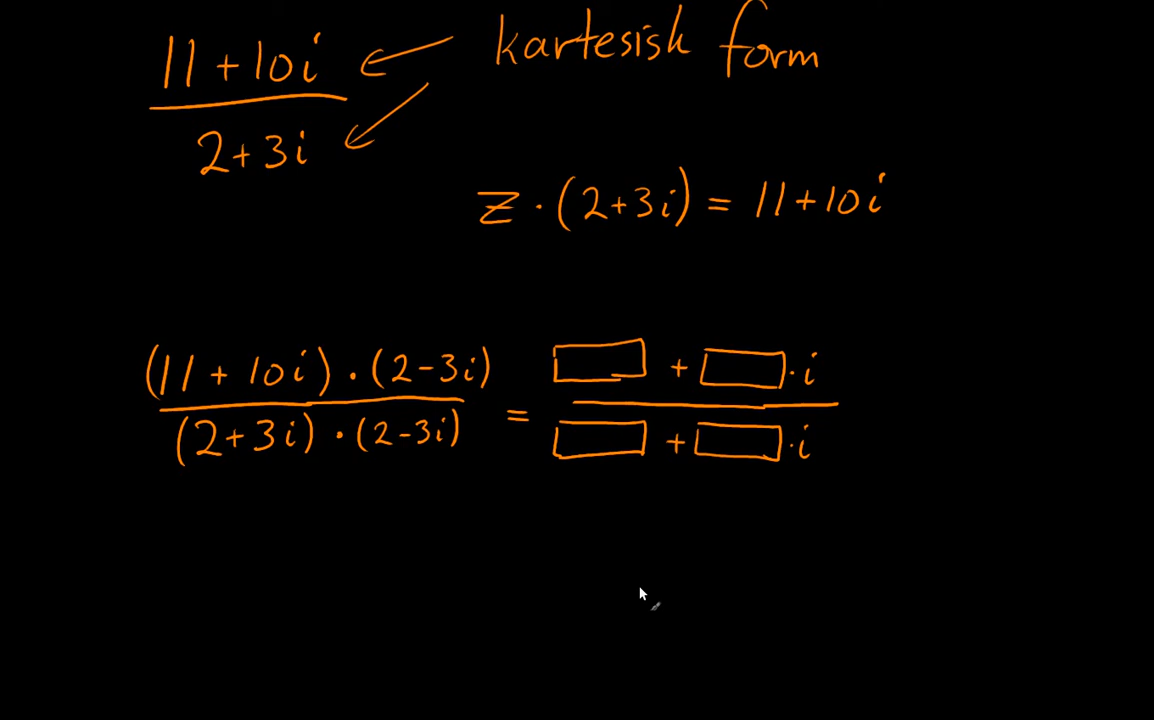 11+10i kartesisk form
2+3i
z·(2+3i) = 11+10i
(11 + 10i)·(2-3i) + ·i
=
(2+3i)·(2-3i) + ·i